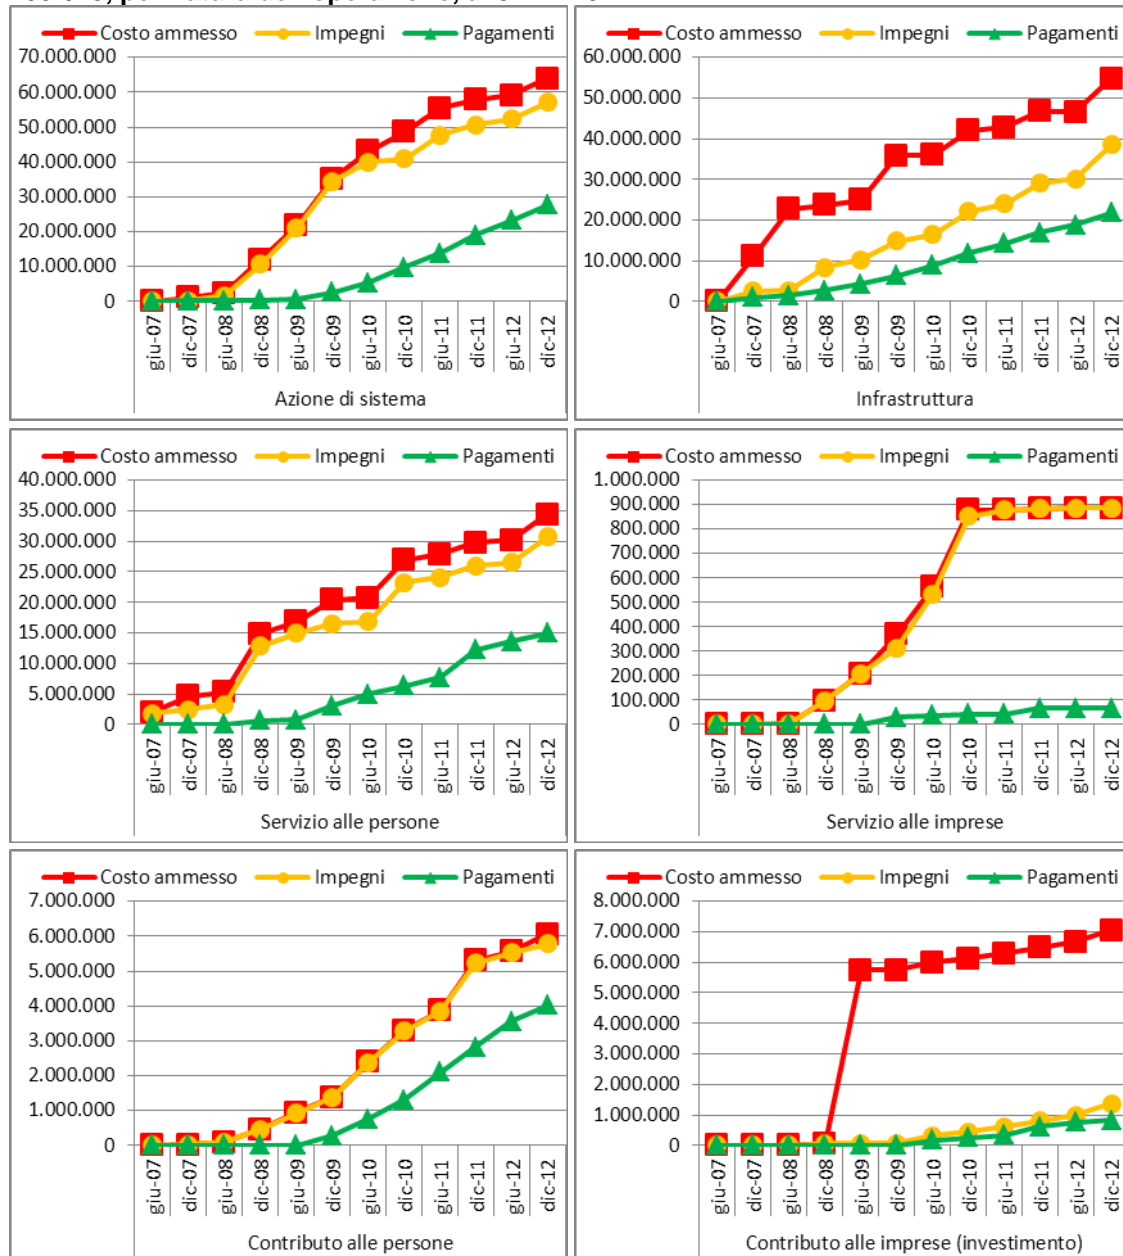 Costo ammesso Impegni Pagamenti
70.000.000
60.000.000
50.000.000
40.000.000
30.000.000
20.000.000
10.000.000
0
giu-07 dic-07 giu-08 dic-08 giu-09 dic-09 giu-10 dic-10 giu-11 dic-11 giu-12 dic-12
Azione di sistema
Costo ammesso Impegni Pagamenti
60.000.000
50.000.000
40.000.000
30.000.000
20.000.000
10.000.000
0
giu-07 dic-07 giu-08 dic-08 giu-09 dic-09 giu-10 dic-10 giu-11 dic-11 giu-12 dic-12
Infrastruttura
Costo ammesso Impegni Pagamenti
40.000.000
35.000.000
30.000.000
25.000.000
20.000.000
15.000.000
10.000.000
5.000.000
0
giu-07 dic-07 giu-08 dic-08 giu-09 dic-09 giu-10 dic-10 giu-11 dic-11 giu-12 dic-12
Servizio alle persone
Costo ammesso Impegni Pagamenti
1.000.000
900.000
800.000
700.000
600.000
500.000
400.000
300.000
200.000
100.000
0
giu-07 dic-07 giu-08 dic-08 giu-09 dic-09 giu-10 dic-10 giu-11 dic-11 giu-12 dic-12
Servizio alle imprese
Costo ammesso Impegni Pagamenti
7.000.000
6.000.000
5.000.000
4.000.000
3.000.000
2.000.000
1.000.000
0
giu-07 dic-07 giu-08 dic-08 giu-09 dic-09 giu-10 dic-10 giu-11 dic-11 giu-12 dic-12
Contributo alle persone
Costo ammesso Impegni Pagamenti
8.000.000
7.000.000
6.000.000
5.000.000
4.000.000
3.000.000
2.000.000
1.000.000
0
giu-07 dic-07 giu-08 dic-08 giu-09 dic-09 giu-10 dic-10 giu-11 dic-11 giu-12 dic-12
Contributo alle imprese (investimento)